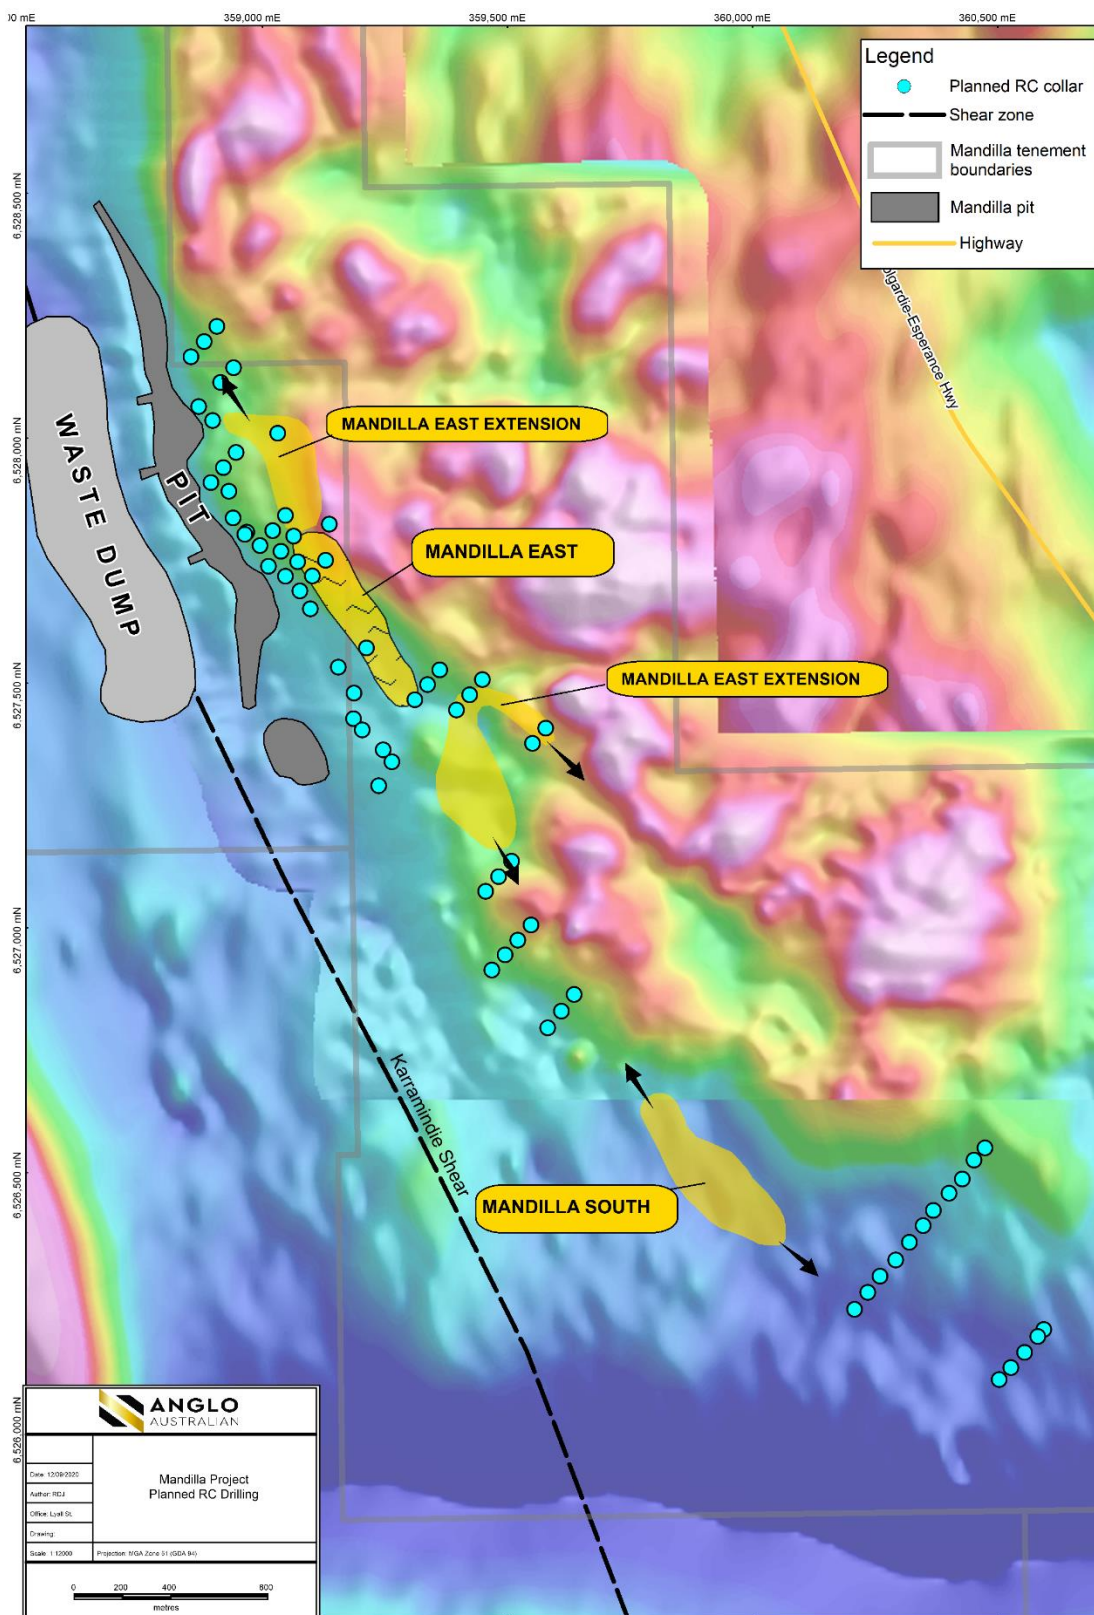 00 mE
359,000 mE
359,500 mE
360,000 mE
360,500 mE
Legend
Planned RC collar
Shear zone
Mandilla tenement
boundaries
Mandilla pit
Highway
olgardie-Esperance Hwy
6,528,500 mN
6,528,000 mN
6,527,500 mN
6,527,000 mN
6,526,500 mN
6,526,000 mN
WASTE DUMP
PIT
MANDILLA EAST EXTENSION
MANDILLA EAST
MANDILLA EAST EXTENSION
Karramindie Shear
MANDILLA SOUTH
ANGLO
AUSTRALIAN
Date: 12/09/2020
Author: RCJ
Office: Lyall St.
Drawing:
Scale: 1:12000
Mandilla Project
Planned RC Drilling
Projection: MGA Zone 51 (GDA 94)
0 200 400 800
metres